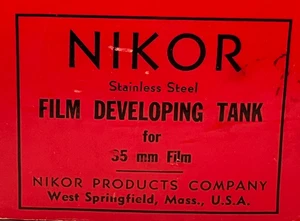 NIKOR
Stainless Steel
FILM DEVELOPING TANK
for
35 mm Film
NIKOR PRODUCTS COMPANY
West Springfield, Mass., U.S.A.